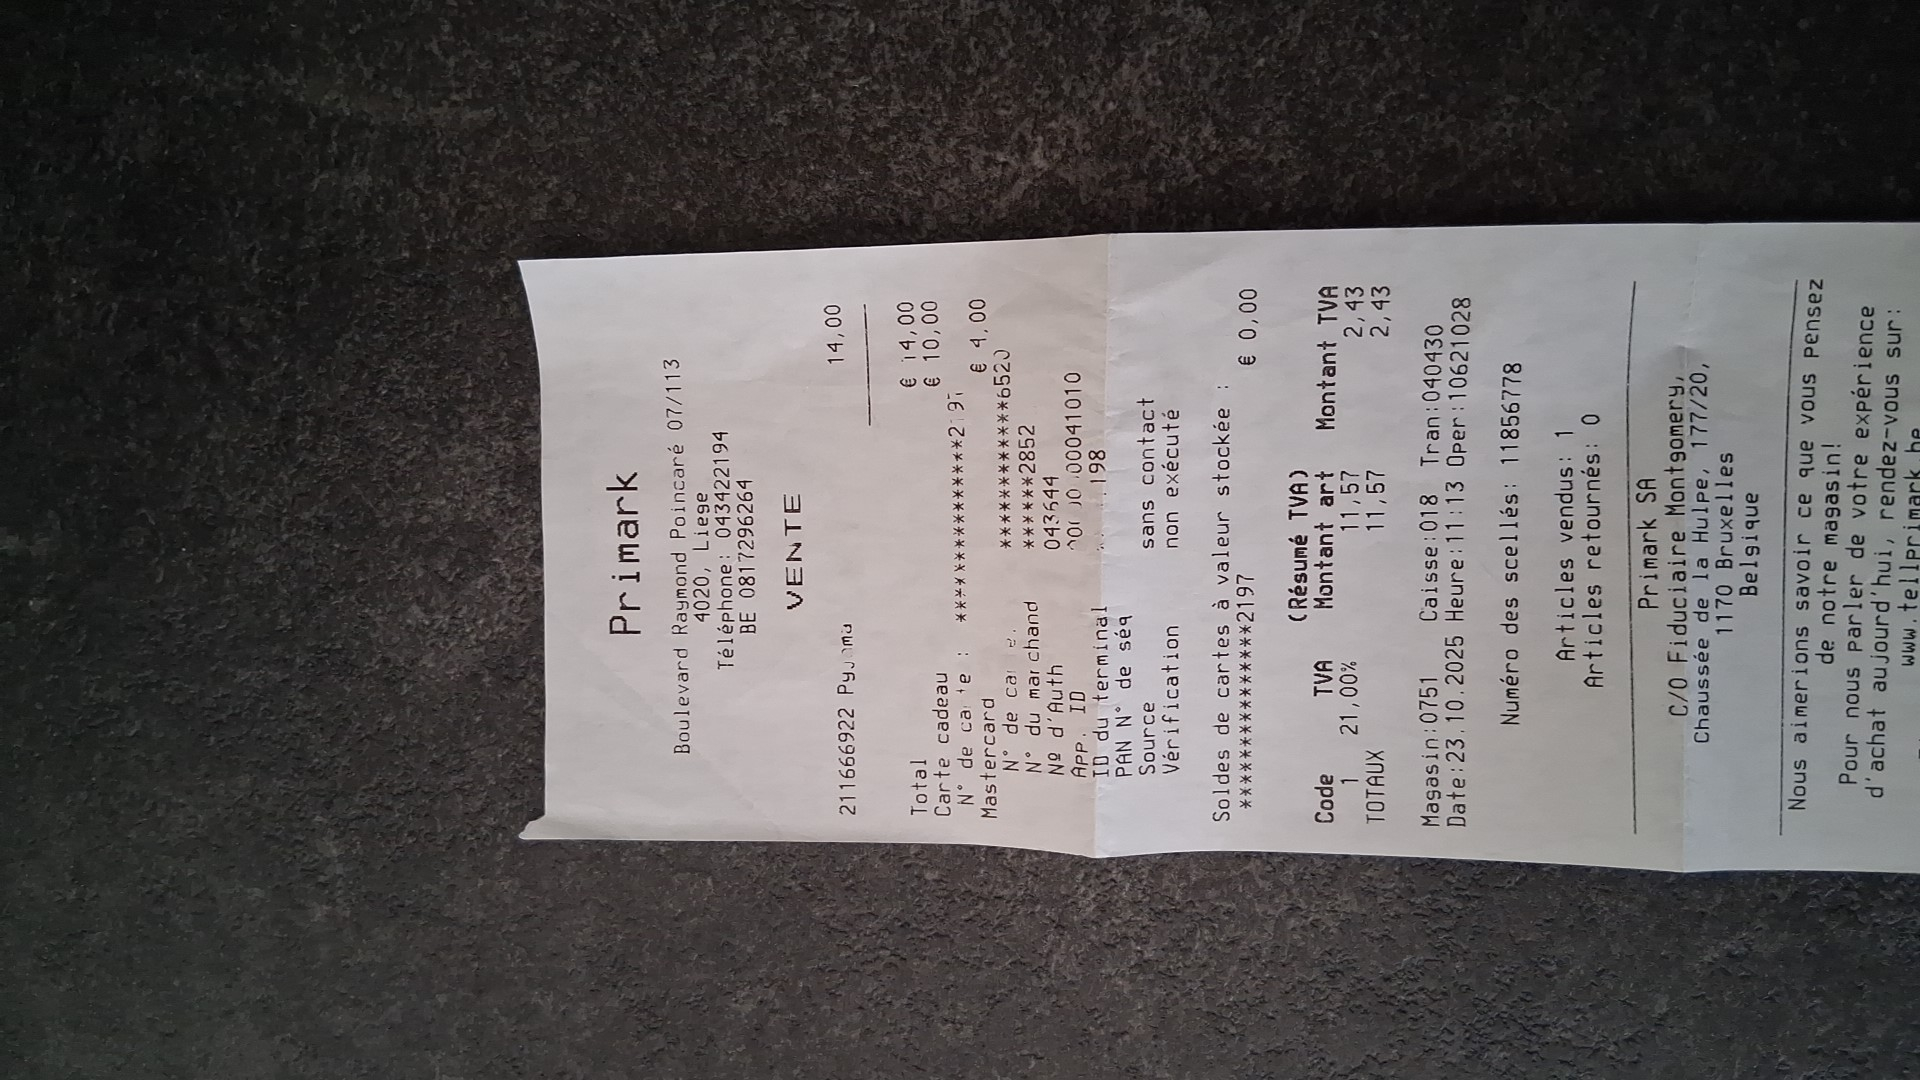 Primark
Boulevard Raymond Poincaré 07/113
4020, Liege
Téléphone: 043422194
BE 0817296264
VENTE
211666922 14,00
Total € 14,00
Carte cadeau € 10,00
N° de :
Mastercard € 4,00
N° de
N° du marchand ******2852
Nº d'Auth
App. ID
ID du terminal
PAN N° de séq
Source sans contact
Vérification non exécuté
Soldes de cartes à valeur stockée :
***************2197 € 0,00
(Résumé TVA)
Code TVA Montant art Montant TVA
1 21,00% 11,57 2,43
TOTAUX 11,57 2,43
Magasin:0751 Caisse:018 Tran:040430
Date:23.10.2025 Heure:11:13 Oper:10621028
Numéro des scellés: 11856778
Articles vendus: 1
Articles retournés: 0
Primark SA
C/O Fiduciaire Montgomery,
Chaussée de la Hulpe, 177/20,
1170 Bruxelles
Belgique
Nous aimerions savoir ce que vous pensez
de notre magasin!
Pour nous parler de votre expérience
d'achat aujourd'hui, rendez-vous sur:
www.tellprimark.be